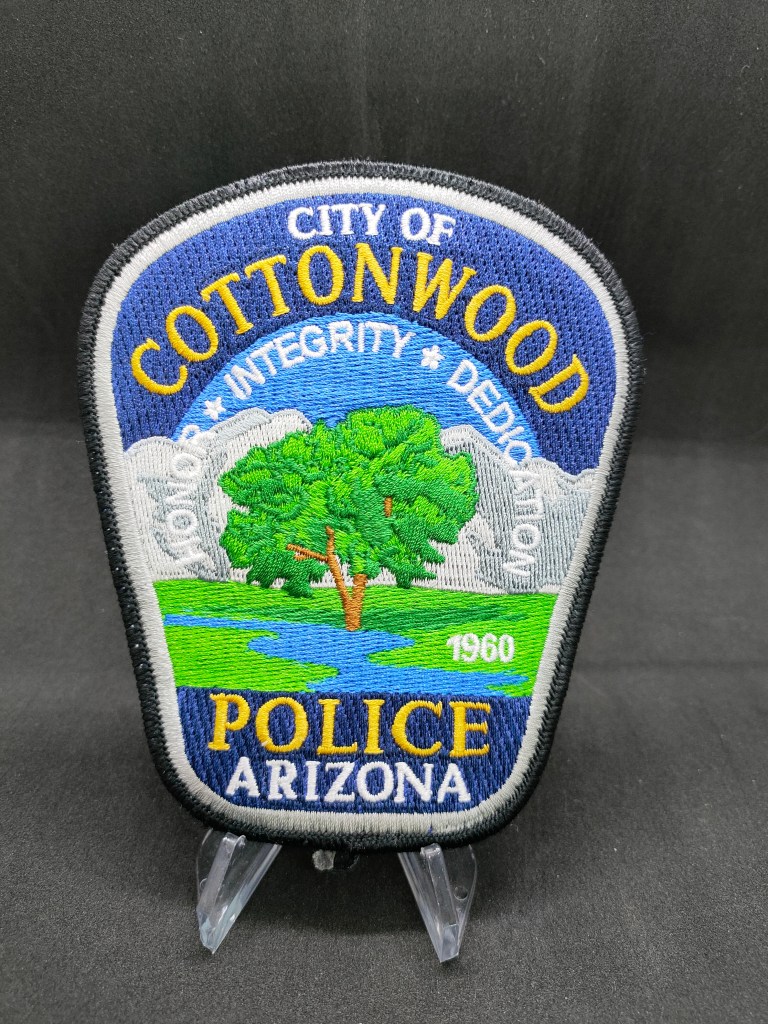 CITY OF
COTTONWOOD
HONOR * INTEGRITY * DEDICATION
1960
POLICE
ARIZONA